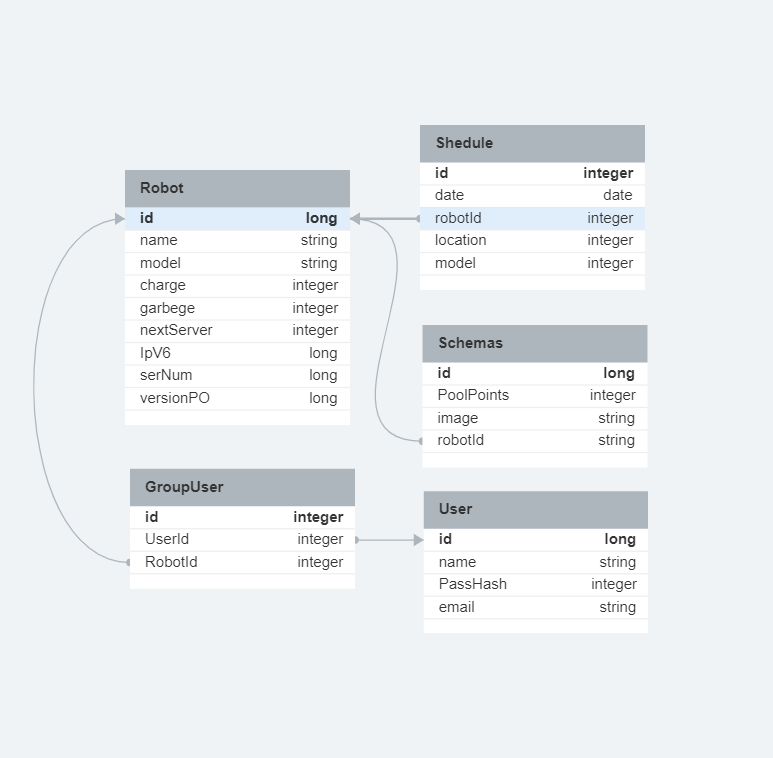 Robot
id long
name string
model string
charge integer
garbege integer
nextServer integer
IpV6 long
serNum long
versionPO long
Shedule
id integer
date date
robotId integer
location integer
model integer
Schemas
id long
PoolPoints integer
image string
robotId string
GroupUser
id integer
UserId integer
RobotId integer
User
id long
name string
PassHash integer
email string